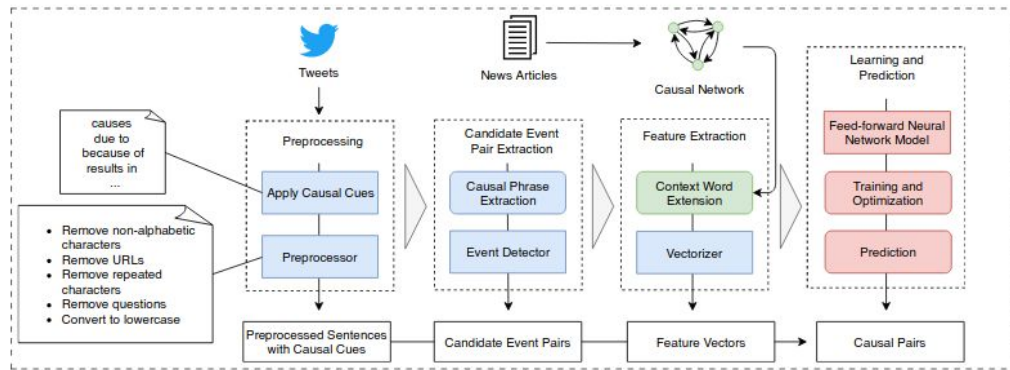 Tweets
News Articles
Causal Network
Learning and
Prediction
causes
due to
because of
results in
...
Preprocessing
Apply Causal Cues
Preprocessor
Candidate Event
Pair Extraction
Causal Phrase
Extraction
Event Detector
Feature Extraction
Context Word
Extension
Vectorizer
Feed-forward Neural
Network Model
Training and
Optimization
Prediction
• Remove non-alphabetic
characters
• Remove URLs
• Remove repeated
characters
• Remove questions
• Convert to lowercase
Preprocessed Sentences
with Causal Cues
Candidate Event Pairs
Feature Vectors
Causal Pairs